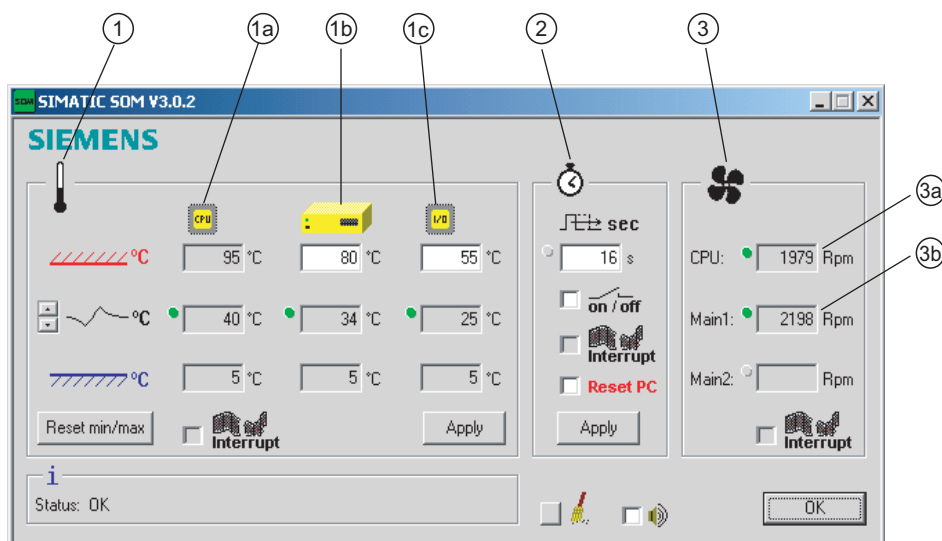 1 1a 1b 1c 2 3
SOM SIMATIC SOM V3.0.2
SIEMENS
CPU I/O
sec
3a
°C 95 °C 80 °C 55 °C 16 s CPU: 1979 Rpm
3b
on / off
°C 40 °C 34 °C 25 °C Main1: 2198 Rpm
Interrupt
°C 5 °C 5 °C 5 °C Reset PC Main2: Rpm
Reset min/max Interrupt Apply Apply Interrupt
i
Status: OK
OK